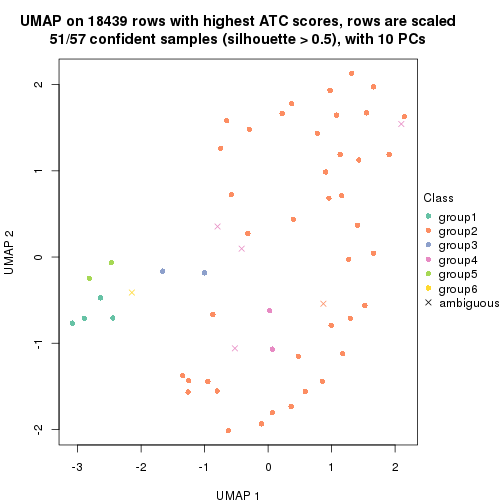 UMAP on 18439 rows with highest ATC scores, rows are scaled
51/57 confident samples (silhouette > 0.5), with 10 PCs
2
1
0
-1
-2
UMAP 2
-3
-2
-1
0
1
2
UMAP 1
Class
group1
group2
group3
group4
group5
group6
ambiguous